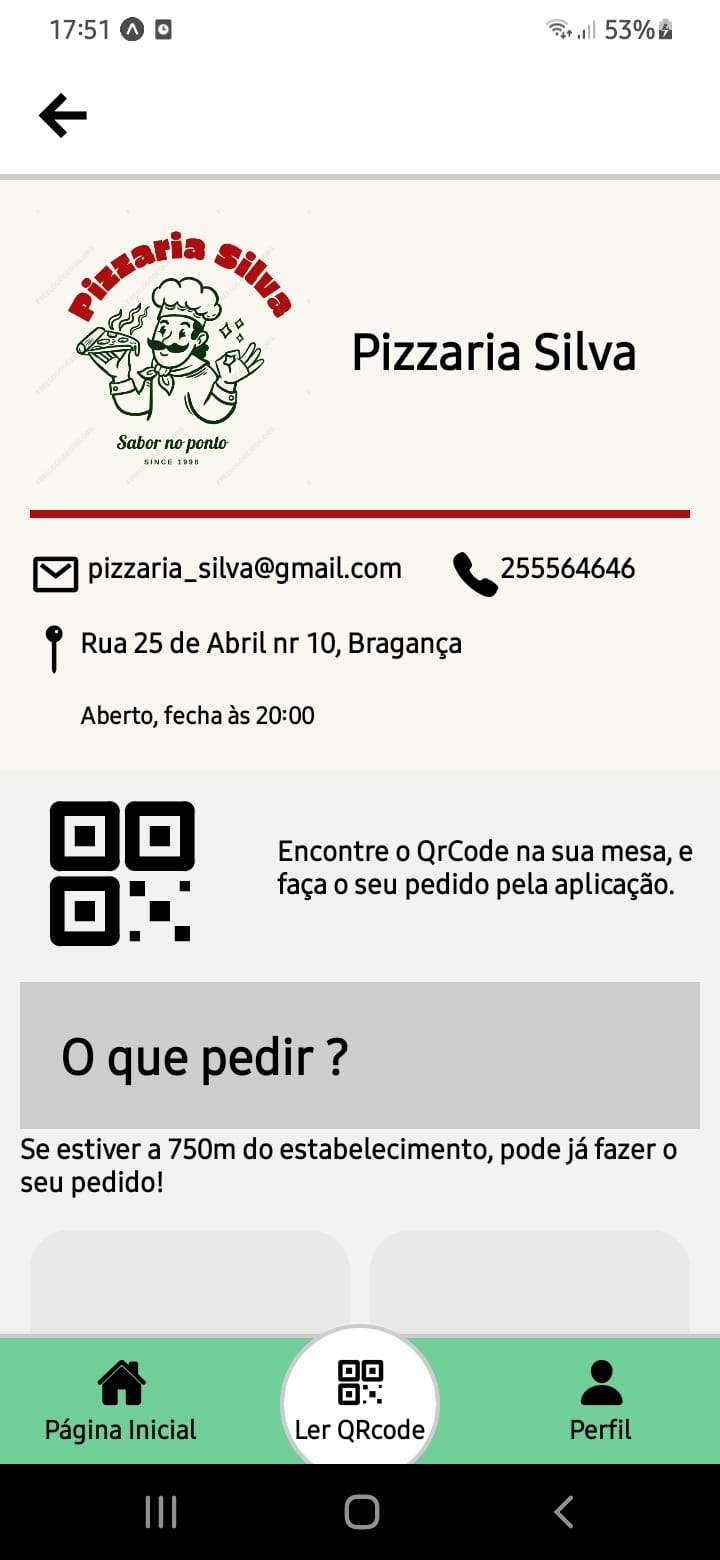 17:51
53%
Pizzaria Silva
Sabor no ponto
SINCE 1998
Pizzaria Silva
pizzaria_silva@gmail.com
255564646
Rua 25 de Abril nr 10, Bragança
Aberto, fecha às 20:00
Encontre o QrCode na sua mesa, e
faça o seu pedido pela aplicação.
O que pedir ?
Se estiver a 750m do estabelecimento, pode já fazer o
seu pedido!
Página Inicial
Ler QRcode
Perfil